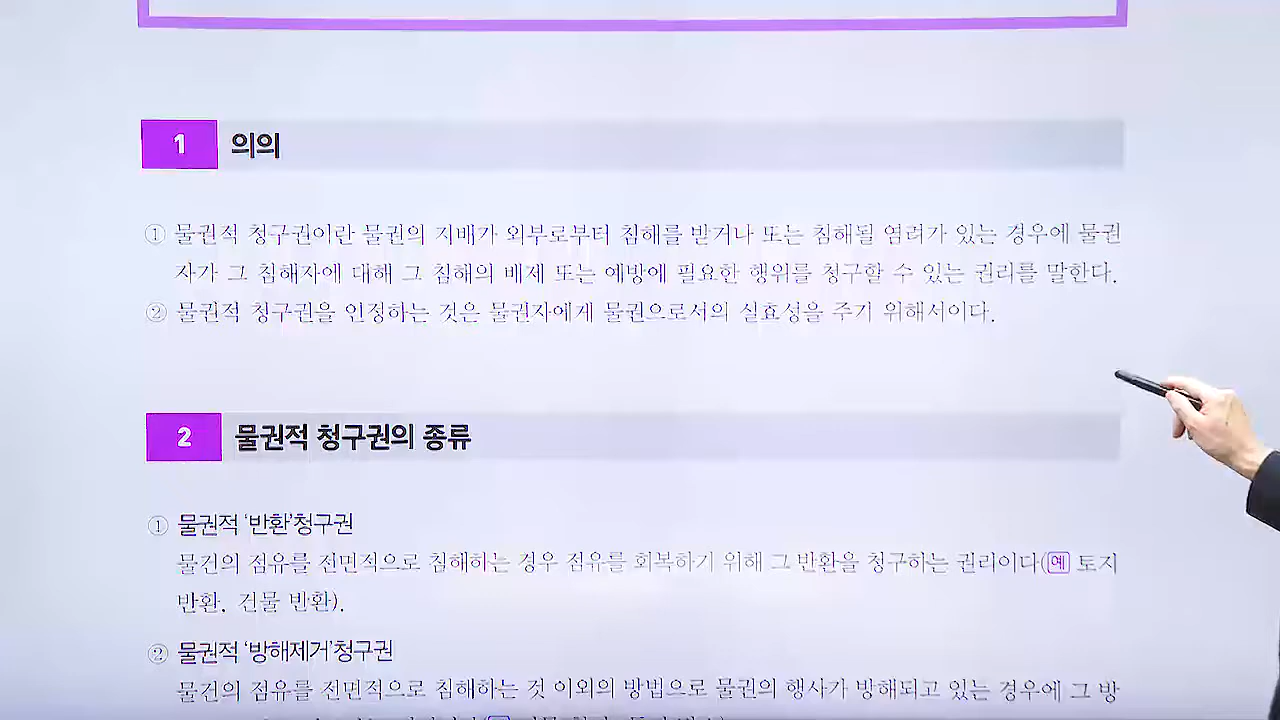 1 의의
① 물권적 청구권이란 물권의 지배가 외부로부터 침해를 받거나 또는 침해될 염려가 있는 경우에 물권
자가 그 침해자에 대해 그 침해의 배제 또는 예방에 필요한 행위를 청구할 수 있는 권리를 말한다.
② 물권적 청구권을 인정하는 것은 물권자에게 물권으로서의 실효성을 주기 위해서이다.
2 물권적 청구권의 종류
① 물권적 ‘반환’청구권
물건의 점유를 전면적으로 침해하는 경우 점유를 회복하기 위해 그 반환을 청구하는 권리이다(예 토지
반환, 건물 반환).
② 물권적 ‘방해제거’청구권
물건의 점유를 전면적으로 침해하는 것 이외의 방법으로 물권의 행사가 방해되고 있는 경우에 그 방